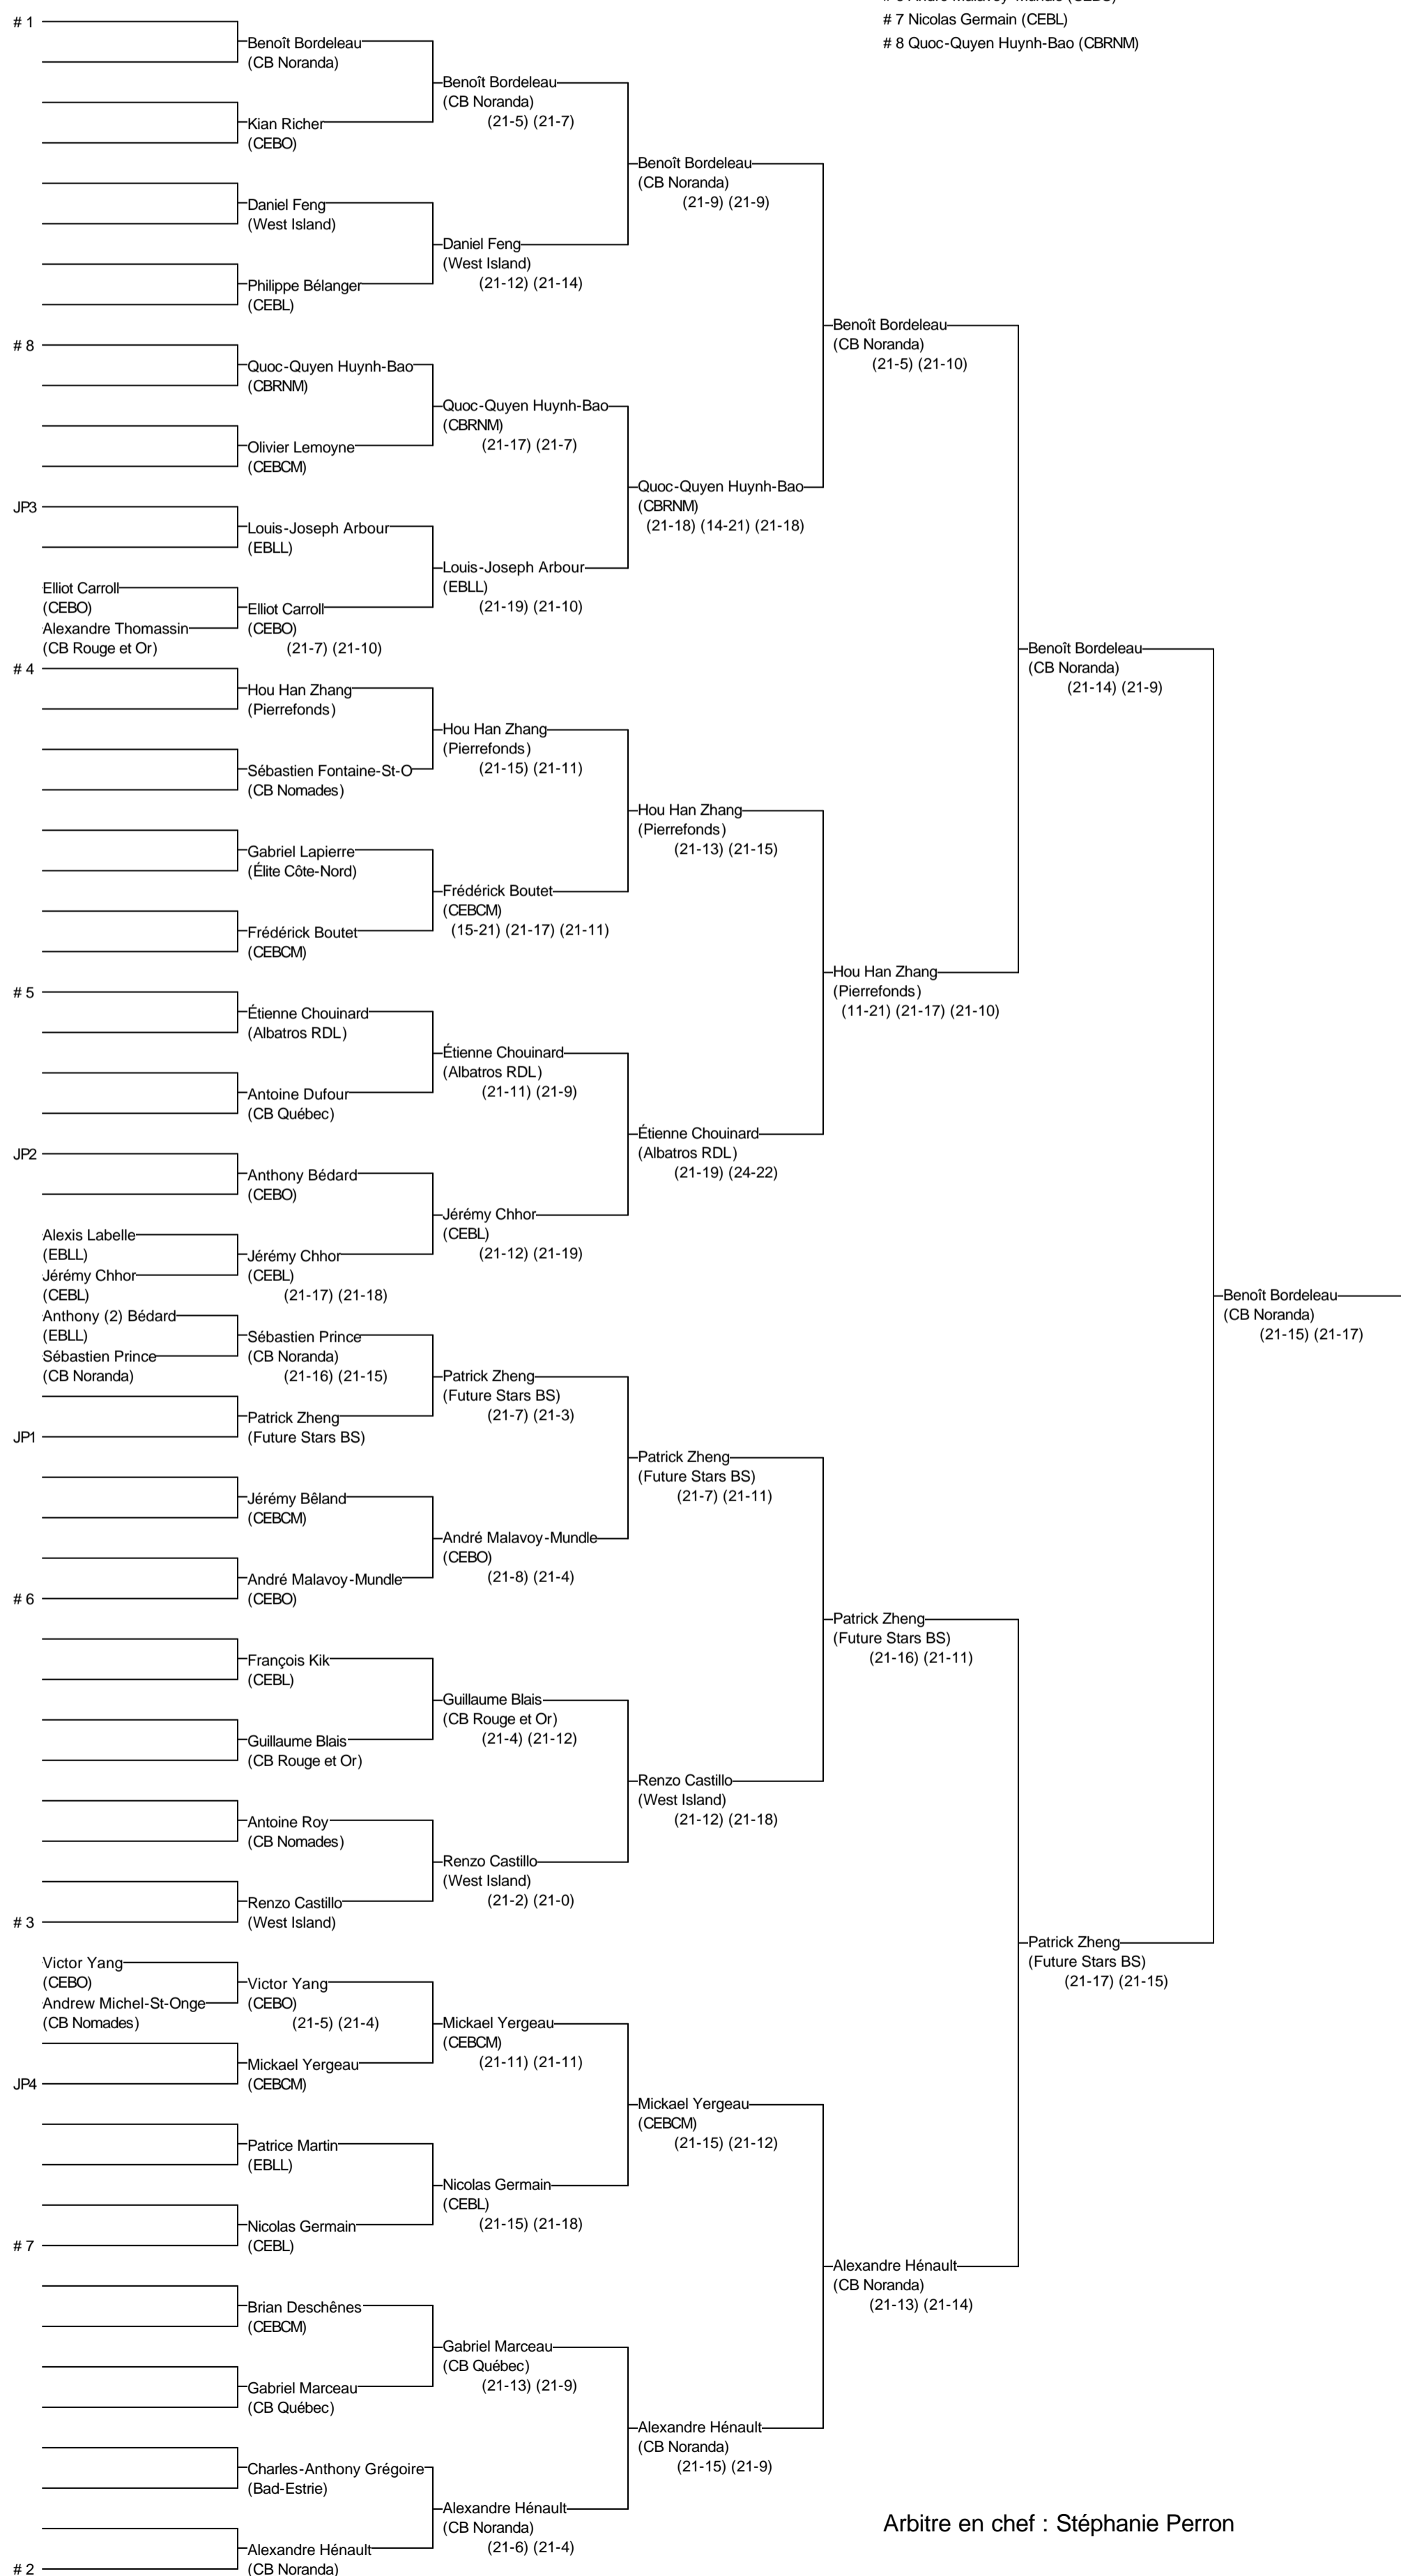 # 7 Nicolas Germain (CEBL)
# 8 Quoc-Quyen Huynh-Bao (CBRNM)
# 1
Benoît Bordeleau
(CB Noranda)
Kian Richer
(CEBO)
Benoît Bordeleau
(CB Noranda)
(21-5) (21-7)
Daniel Feng
(West Island)
Philippe Bélanger
(CEBL)
Daniel Feng
(West Island)
(21-12) (21-14)
Benoît Bordeleau
(CB Noranda)
(21-9) (21-9)
# 8
Quoc-Quyen Huynh-Bao
(CBRNM)
Olivier Lemoyne
(CEBCM)
Quoc-Quyen Huynh-Bao
(CBRNM)
(21-17) (21-7)
JP3
Louis-Joseph Arbour
(EBLL)
Elliot Carroll
(CEBO)
Alexandre Thomassin
(CB Rouge et Or)
Elliot Carroll
(CEBO)
(21-7) (21-10)
Louis-Joseph Arbour
(EBLL)
(21-19) (21-10)
Quoc-Quyen Huynh-Bao
(CBRNM)
(21-18) (14-21) (21-18)
Benoît Bordeleau
(CB Noranda)
(21-5) (21-10)
# 4
Hou Han Zhang
(Pierrefonds)
Sébastien Fontaine-St-O
(CB Nomades)
Hou Han Zhang
(Pierrefonds)
(21-15) (21-11)
Gabriel Lapierre
(Élite Côte-Nord)
Frédérick Boutet
(CEBCM)
Frédérick Boutet
(CEBCM)
(15-21) (21-17) (21-11)
Hou Han Zhang
(Pierrefonds)
(21-13) (21-15)
# 5
Étienne Chouinard
(Albatros RDL)
Antoine Dufour
(CB Québec)
Étienne Chouinard
(Albatros RDL)
(21-11) (21-9)
JP2
Anthony Bédard
(CEBO)
Alexis Labelle
(EBLL)
Jérémy Chhor
(CEBL)
Jérémy Chhor
(CEBL)
(21-17) (21-18)
Jérémy Chhor
(CEBL)
(21-12) (21-19)
Étienne Chouinard
(Albatros RDL)
(21-19) (24-22)
Hou Han Zhang
(Pierrefonds)
(11-21) (21-17) (21-10)
Benoît Bordeleau
(CB Noranda)
(21-14) (21-9)
Anthony (2) Bédard
(EBLL)
Sébastien Prince
(CB Noranda)
Sébastien Prince
(CB Noranda)
(21-16) (21-15)
Patrick Zheng
(Future Stars BS)
JP1
Patrick Zheng
(Future Stars BS)
(21-7) (21-3)
Jérémy Bêland
(CEBCM)
André Malavoy-Mundle
(CEBO)
# 6
André Malavoy-Mundle
(CEBO)
(21-8) (21-4)
Patrick Zheng
(Future Stars BS)
(21-7) (21-11)
François Kik
(CEBL)
Guillaume Blais
(CB Rouge et Or)
Guillaume Blais
(CB Rouge et Or)
(21-4) (21-12)
Antoine Roy
(CB Nomades)
Renzo Castillo
(West Island)
# 3
Renzo Castillo
(West Island)
(21-2) (21-0)
Renzo Castillo
(West Island)
(21-12) (21-18)
Patrick Zheng
(Future Stars BS)
(21-16) (21-11)
Victor Yang
(CEBO)
Andrew Michel-St-Onge
(CB Nomades)
Victor Yang
(CEBO)
(21-5) (21-4)
Mickael Yergeau
(CEBCM)
JP4
Mickael Yergeau
(CEBCM)
(21-11) (21-11)
Patrice Martin
(EBLL)
Nicolas Germain
(CEBL)
# 7
Nicolas Germain
(CEBL)
(21-15) (21-18)
Mickael Yergeau
(CEBCM)
(21-15) (21-12)
Brian Deschênes
(CEBCM)
Gabriel Marceau
(CB Québec)
Gabriel Marceau
(CB Québec)
(21-13) (21-9)
Charles-Anthony Grégoire
(Bad-Estrie)
Alexandre Hénault
(CB Noranda)
# 2
Alexandre Hénault
(CB Noranda)
(21-6) (21-4)
Alexandre Hénault
(CB Noranda)
(21-15) (21-9)
Alexandre Hénault
(CB Noranda)
(21-13) (21-14)
Patrick Zheng
(Future Stars BS)
(21-17) (21-15)
Benoît Bordeleau
(CB Noranda)
(21-15) (21-17)
Arbitre en chef : Stéphanie Perron